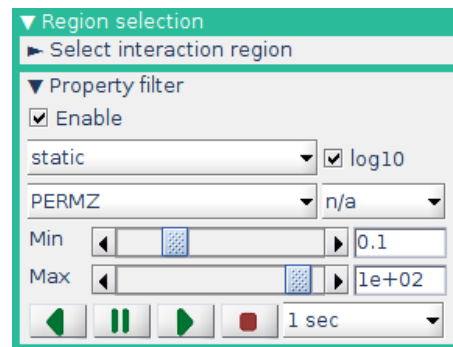 Region selection
Select interaction region
Property filter
Enable
static log10
PERMZ n/a
Min 0.1
Max 1e+02
1 sec